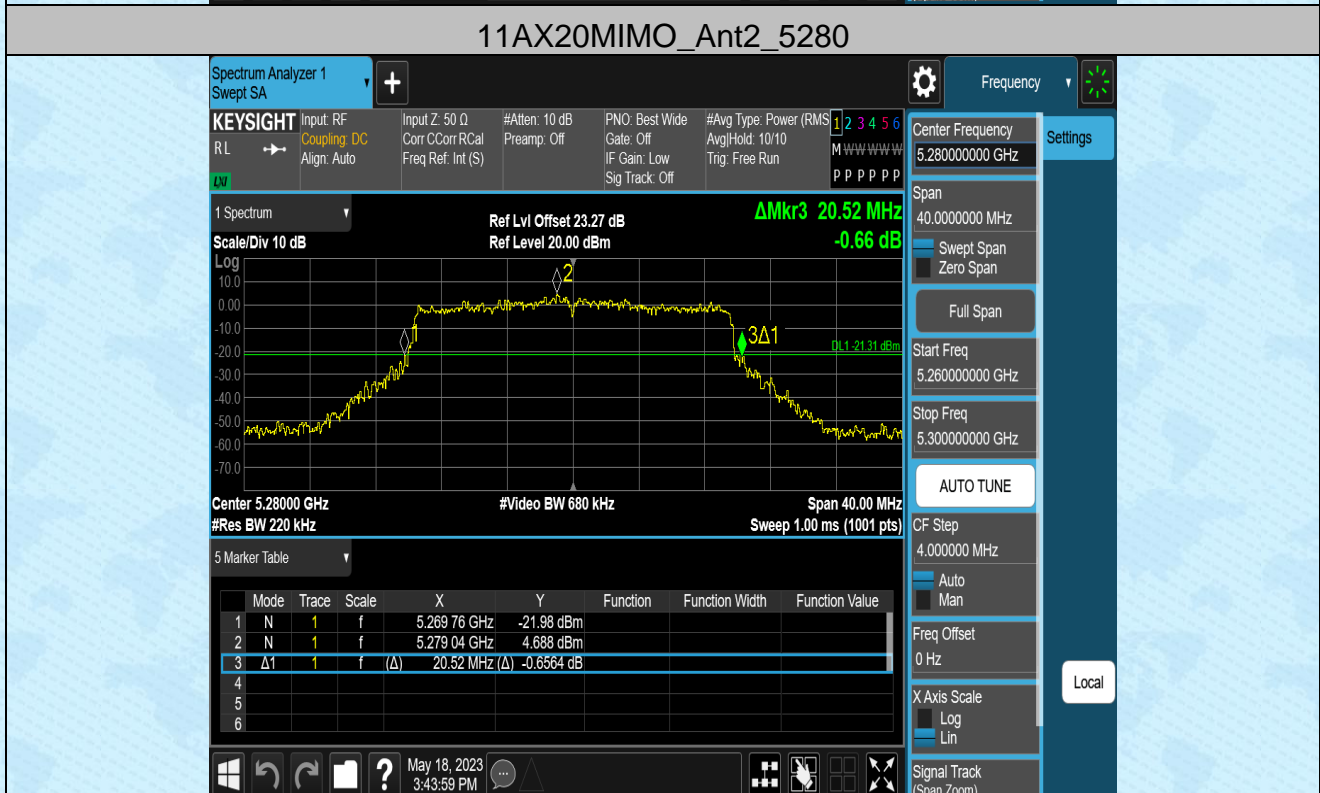 11AX20MIMO_Ant2_5280
Spectrum Analyzer 1
Swept SA
+
Frequency
KEYSIGHT
RL
LXI
Input: RF
Coupling: DC
Align: Auto
Input Z: 50 Ω
Corr CCorr RCal
Freq Ref: Int (S)
#Atten: 10 dB
Preamp: Off
PNO: Best Wide
Gate: Off
IF Gain: Low
Sig Track: Off
#Avg Type: Power (RMS
Avg|Hold: 10/10
Trig: Free Run
1 2 3 4 5 6
M W W W W W
P P P P P P
1 Spectrum
Scale/Div 10 dB
Ref Lvl Offset 23.27 dB
Ref Level 20.00 dBm
ΔMkr3 20.52 MHz
-0.66 dB
Log
10.0
0.00
-10.0
-20.0
-30.0
-40.0
-50.0
-60.0
-70.0
2
1
3Δ1
DL1 -21.31 dBm
Center 5.28000 GHz
#Video BW 680 kHz
Span 40.00 MHz
#Res BW 220 kHz
Sweep 1.00 ms (1001 pts)
5 Marker Table
Mode Trace Scale X Y Function Function Width Function Value
1 N 1 f 5.269 76 GHz -21.98 dBm
2 N 1 f 5.279 04 GHz 4.688 dBm
3 Δ1 1 f (Δ) 20.52 MHz (Δ) -0.6564 dB
4
5
6
?
May 18, 2023
3:43:59 PM
Center Frequency
5.280000000 GHz
Settings
Span
40.0000000 MHz
Swept Span
Zero Span
Full Span
Start Freq
5.260000000 GHz
Stop Freq
5.300000000 GHz
AUTO TUNE
CF Step
4.000000 MHz
Auto
Man
Freq Offset
0 Hz
X Axis Scale
Log
Lin
Local
Signal Track
(Span Zoom)